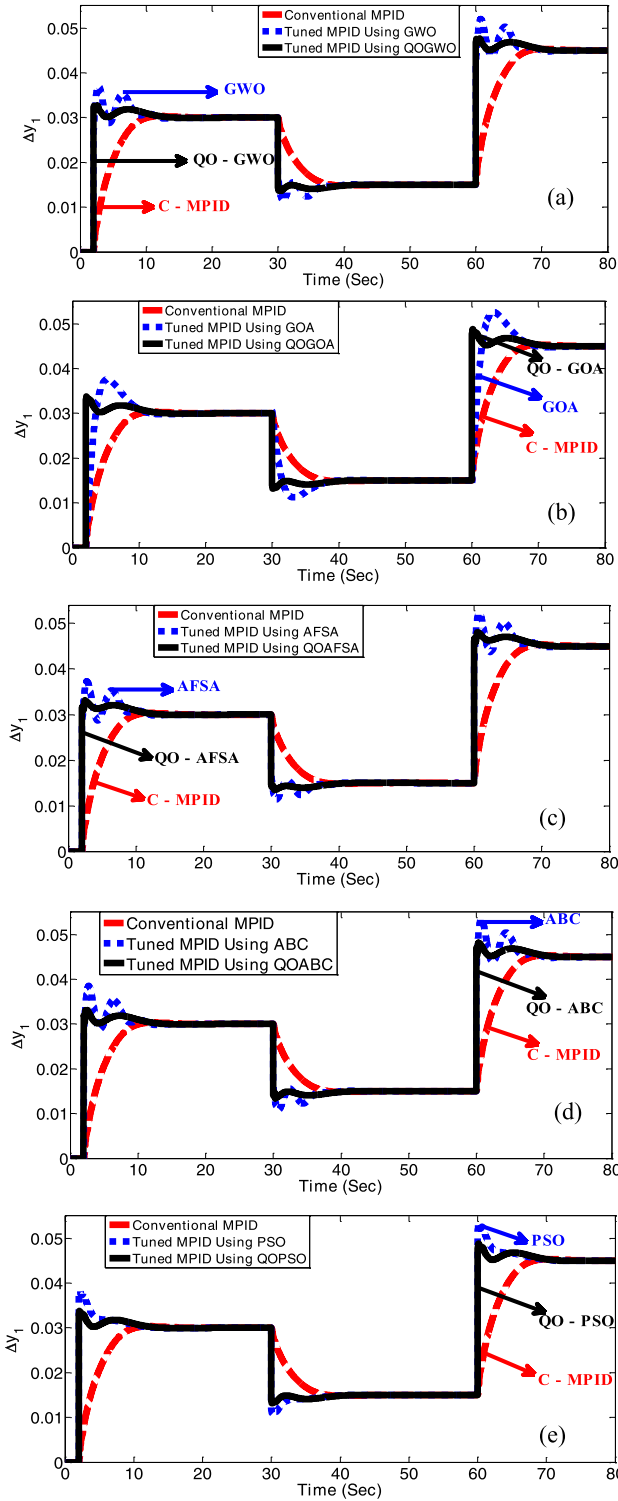 Conventional MPID
Tuned MPID Using GWO
Tuned MPID Using QOGWO
0.05
0.04
0.03
0.02
0.01
0
Δy1
GWO
QO - GWO
C - MPID
(a)
0 10 20 30 40 50 60 70 80
Time (Sec)
Conventional MPID
Tuned MPID Using GOA
Tuned MPID Using QOGOA
0.05
0.04
0.03
0.02
0.01
0
Δy1
QO - GOA
GOA
C - MPID
(b)
0 10 20 30 40 50 60 70 80
Time (Sec)
Conventional MPID
Tuned MPID Using AFSA
Tuned MPID Using QOAFSA
0.05
0.04
0.03
0.02
0.01
0
Δy1
AFSA
QO - AFSA
C - MPID
(c)
0 10 20 30 40 50 60 70 80
Time (Sec)
Conventional MPID
Tuned MPID Using ABC
Tuned MPID Using QOABC
0.05
0.04
0.03
0.02
0.01
0
Δy1
ABC
QO - ABC
C - MPID
(d)
0 10 20 30 40 50 60 70 80
Time (Sec)
Conventional MPID
Tuned MPID Using PSO
Tuned MPID Using QOPSO
0.05
0.04
0.03
0.02
0.01
0
Δy1
PSO
QO - PSO
C - MPID
(e)
0 10 20 30 40 50 60 70 80
Time (Sec)